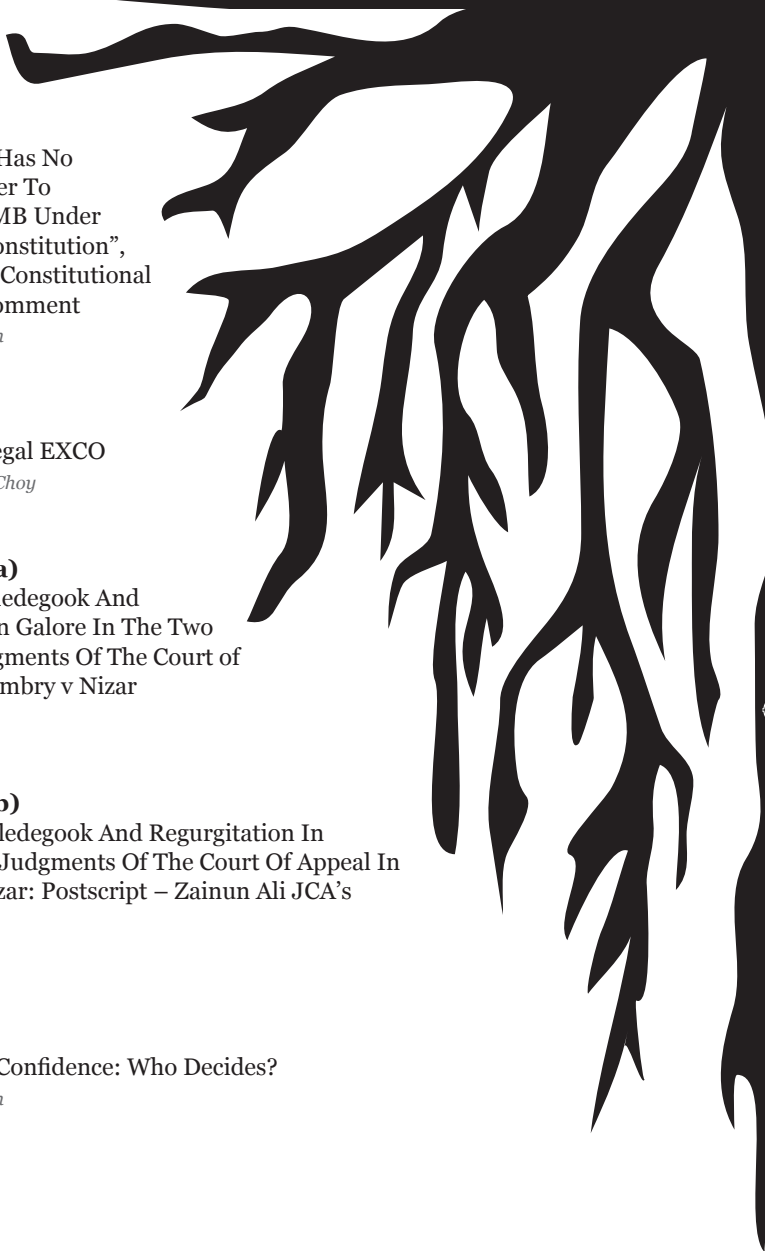 Has No
er To
MB Under
onstitution”,
Constitutional
omment
n
egal EXCO
Choy
a)
ledegook And
n Galore In The Two
gments Of The Court of
mbry v Nizar
b)
ledegook And Regurgitation In
Judgments Of The Court Of Appeal In
zar: Postscript – Zainun Ali JCA’s
Confidence: Who Decides?
n